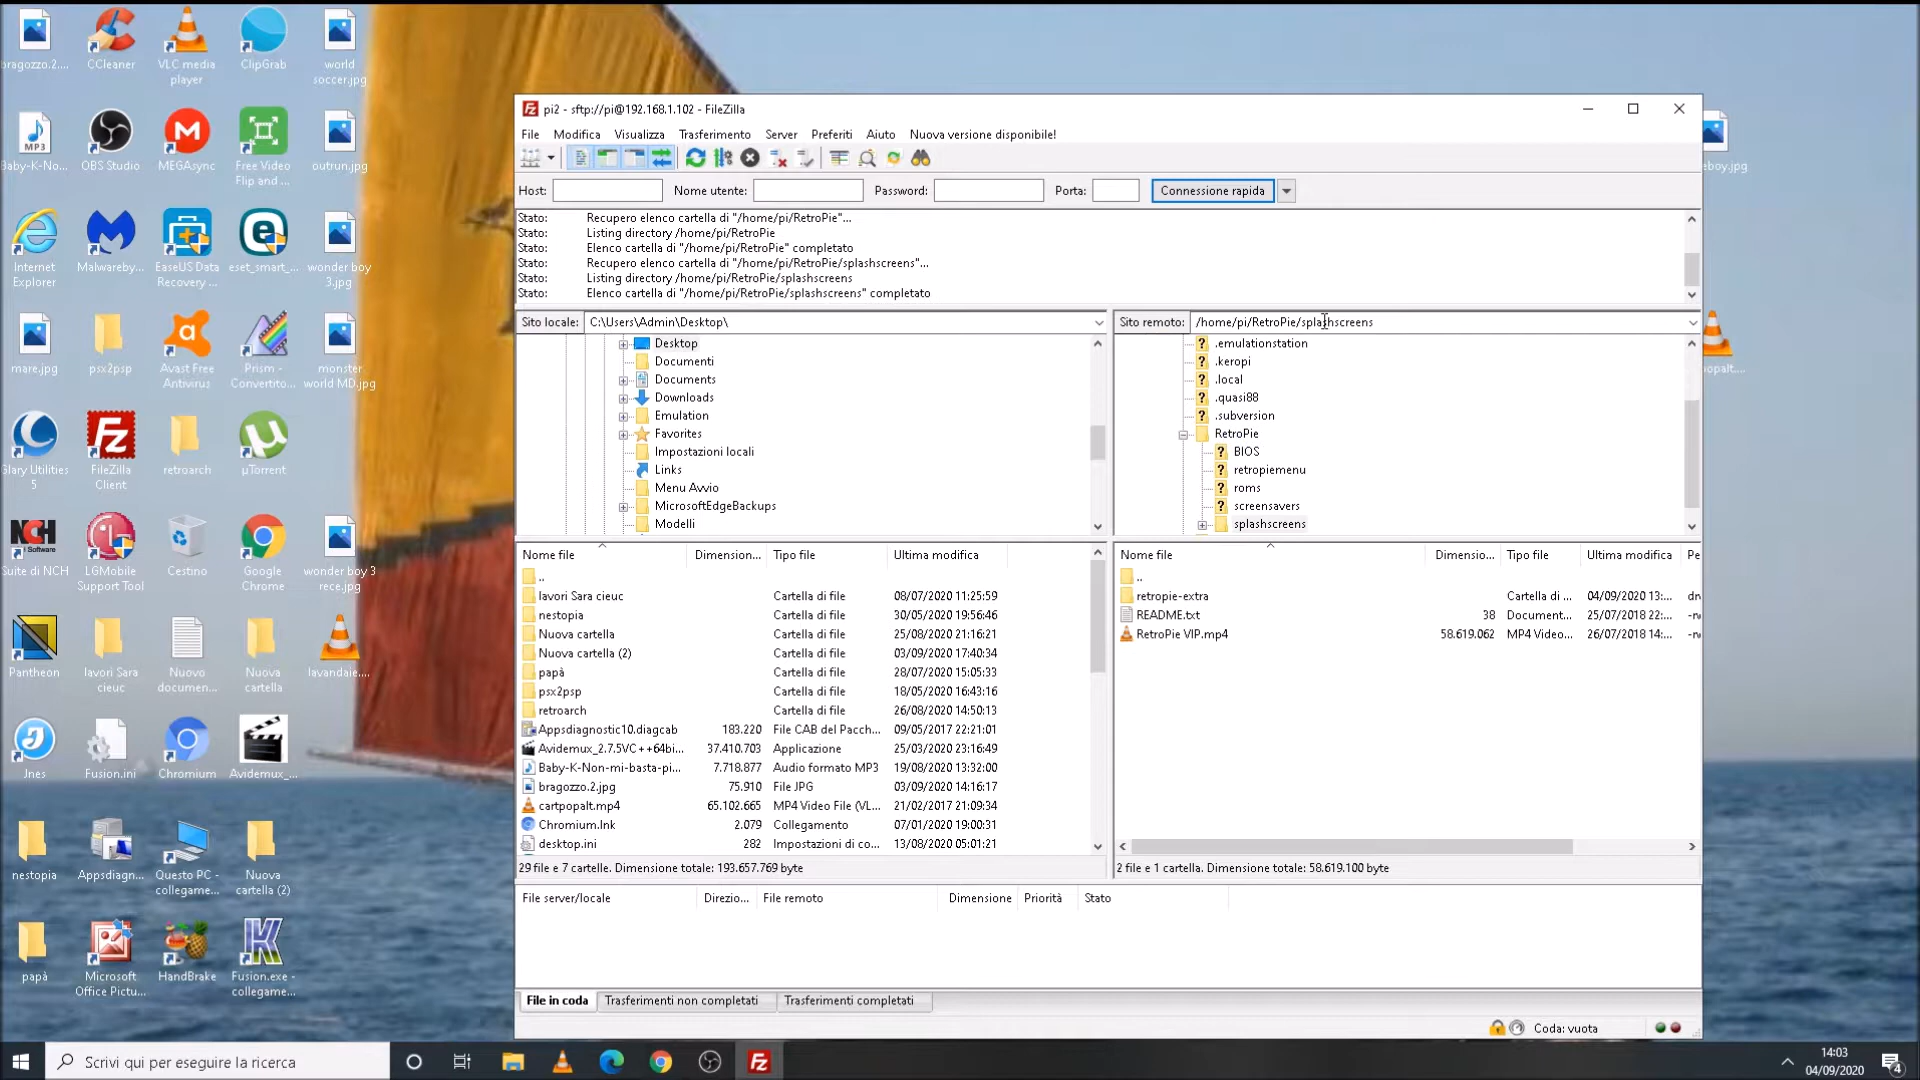 bragozzo.2....
CCleaner
VLC media
player
ClipGrab
world
soccer.jpg
Baby-K-No...
OBS Studio
MEGAsync
Free Video
Flip and ...
outrun.jpg
Internet
Explorer
Malwareby...
EaseUS Data
Recovery ...
eset_smart_...
wonder boy
3.jpg
mare.jpg
psx2psp
Avast Free
Antivirus
Prism -
Convertito...
monster
world MD.jpg
Glary Utilities
5
FileZilla
Client
retroarch
µTorrent
NCH
Software
Suite di NCH
LGMobile
Support Tool
Cestino
Google
Chrome
wonder boy 3
rece.jpg
Pantheon
lavori Sara
cieuc
Nuovo
documen...
Nuova
cartella
lavandaie....
Jnes
Fusion.ini
Chromium
Avidemux_...
nestopia
Appsdiagn...
Questo PC -
collegame...
Nuova
cartella (2)
papà
Microsoft
Office Pictu...
HandBrake
Fusion.exe -
collegame...
pi2 - sftp://pi@192.168.1.102 - FileZilla
File Modifica Visualizza Trasferimento Server Preferiti Aiuto Nuova versione disponibile!
Host: Nome utente: Password: Porta: Connessione rapida
Stato: Recupero elenco cartella di "/home/pi/RetroPie"...
Stato: Listing directory /home/pi/RetroPie
Stato: Elenco cartella di "/home/pi/RetroPie" completato
Stato: Recupero elenco cartella di "/home/pi/RetroPie/splashscreens"...
Stato: Listing directory /home/pi/RetroPie/splashscreens
Stato: Elenco cartella di "/home/pi/RetroPie/splashscreens" completato
Sito locale: C:\Users\Admin\Desktop\
Desktop
Documenti
Documents
Downloads
Emulation
Favorites
Impostazioni locali
Links
Menu Avvio
MicrosoftEdgeBackups
Modelli
Sito remoto: /home/pi/RetroPie/splashscreens
.emulationstation
.keropi
.local
.quasi88
.subversion
RetroPie
BIOS
retropiemenu
roms
screensavers
splashscreens
Nome file Dimension... Tipo file Ultima modifica
..
lavori Sara cieuc Cartella di file 08/07/2020 11:25:59
nestopia Cartella di file 30/05/2020 19:56:46
Nuova cartella Cartella di file 25/08/2020 21:16:21
Nuova cartella (2) Cartella di file 03/09/2020 17:40:34
papà Cartella di file 28/07/2020 15:05:33
psx2psp Cartella di file 18/05/2020 16:43:16
retroarch Cartella di file 26/08/2020 14:50:13
Appsdiagnostic10.diagcab 183.220 File CAB del Pacch... 09/05/2017 22:21:01
Avidemux_2.7.5VC++64bi... 37.410.703 Applicazione 25/03/2020 23:16:49
Baby-K-Non-mi-basta-pi... 7.718.877 Audio formato MP3 19/08/2020 13:32:00
bragozzo.2.jpg 75.910 File JPG 03/09/2020 14:16:17
cartpopalt.mp4 65.102.665 MP4 Video File (VL... 21/02/2017 21:09:34
Chromium.lnk 2.079 Collegamento 07/01/2020 19:00:31
desktop.ini 282 Impostazioni di co... 13/08/2020 05:01:21
29 file e 7 cartelle. Dimensione totale: 193.657.769 byte
Nome file Dimensio... Tipo file Ultima modifica Pe
..
retropie-extra Cartella di ... 04/09/2020 13:...
README.txt 38 Document... 25/07/2018 22:...
RetroPie VIP.mp4 58.619.062 MP4 Video... 26/07/2018 14:...
2 file e 1 cartella. Dimensione totale: 58.619.100 byte
File server/locale Direzio... File remoto Dimensione Priorità Stato
File in coda Trasferimenti non completati Trasferimenti completati
Coda: vuota
eboy.jpg
opalt....
Scrivi qui per eseguire la ricerca
14:03
04/09/2020
4